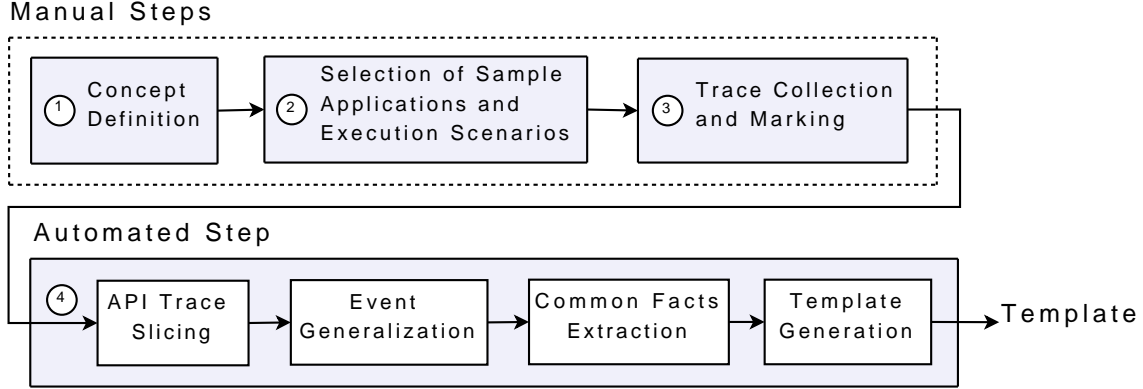 Manual Steps
1
Concept
Definition
2
Selection of Sample
Applications and
Execution Scenarios
3
Trace Collection
and Marking
Automated Step
4
API Trace
Slicing
Event
Generalization
Common Facts
Extraction
Template
Generation
Template